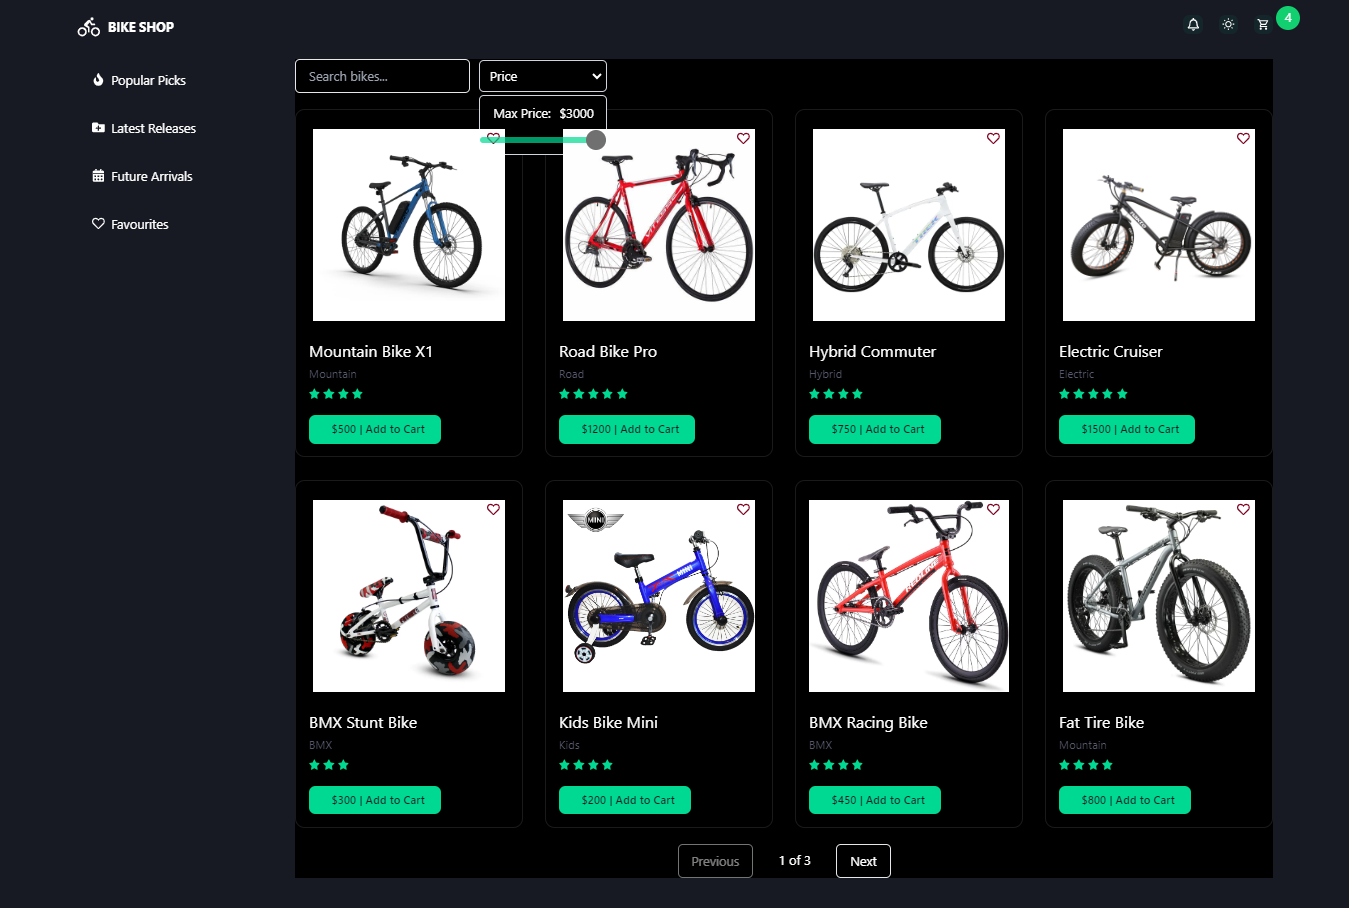 BIKE SHOP
4
Popular Picks
Latest Releases
Future Arrivals
Favourites
Search bikes...
Price
Max Price: $3000
Mountain Bike X1
Mountain
$500 | Add to Cart
Road Bike Pro
Road
$1200 | Add to Cart
Hybrid Commuter
Hybrid
$750 | Add to Cart
Electric Cruiser
Electric
$1500 | Add to Cart
BMX Stunt Bike
BMX
$300 | Add to Cart
MINI
MINI
Kids Bike Mini
Kids
$200 | Add to Cart
REDLINE
BMX Racing Bike
BMX
$450 | Add to Cart
Fat Tire Bike
Mountain
$800 | Add to Cart
Previous
1 of 3
Next